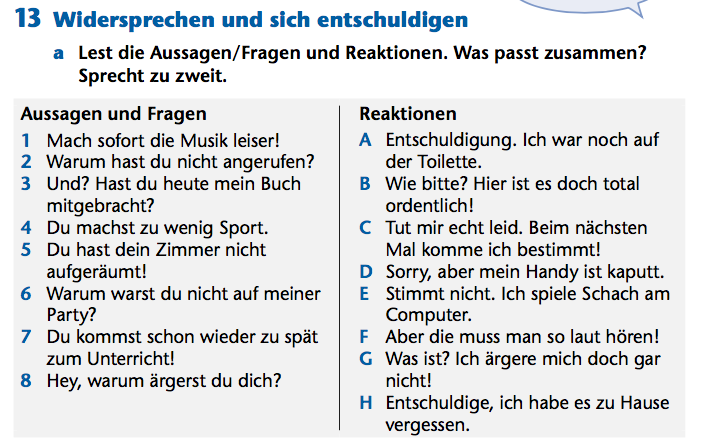 13 Widersprechen und sich entschuldigen
a Lest die Aussagen/Fragen und Reaktionen. Was passt zusammen?
Sprecht zu zweit.
Aussagen und Fragen
1 Mach sofort die Musik leiser!
2 Warum hast du nicht angerufen?
3 Und? Hast du heute mein Buch
mitgebracht?
4 Du machst zu wenig Sport.
5 Du hast dein Zimmer nicht
aufgeräumt!
6 Warum warst du nicht auf meiner
Party?
7 Du kommst schon wieder zu spät
zum Unterricht!
8 Hey, warum ärgerst du dich?
Reaktionen
A Entschuldigung. Ich war noch auf
der Toilette.
B Wie bitte? Hier ist es doch total
ordentlich!
C Tut mir echt leid. Beim nächsten
Mal komme ich bestimmt!
D Sorry, aber mein Handy ist kaputt.
E Stimmt nicht. Ich spiele Schach am
Computer.
F Aber die muss man so laut hören!
G Was ist? Ich ärgere mich doch gar
nicht!
H Entschuldige, ich habe es zu Hause
vergessen.